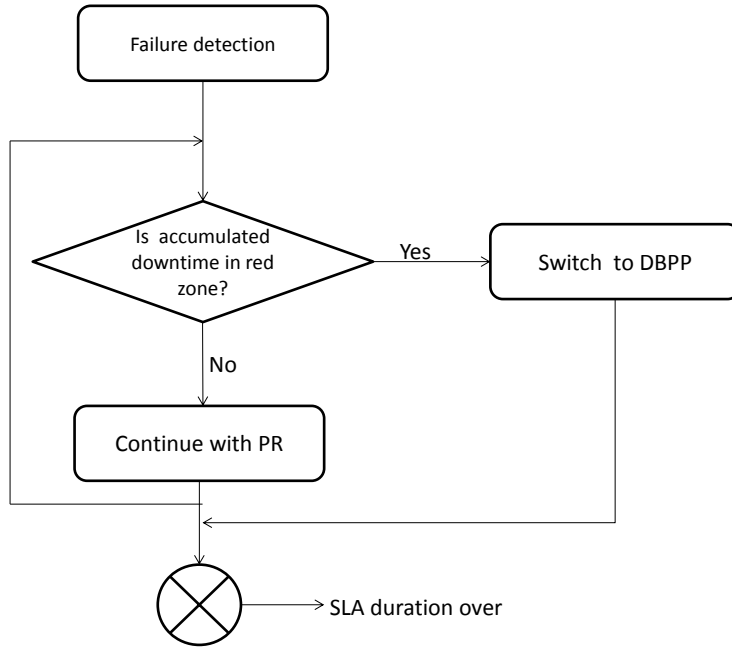 Failure detection
Is accumulated
downtime in red
zone?
Yes
Switch to DBPP
No
Continue with PR
SLA duration over